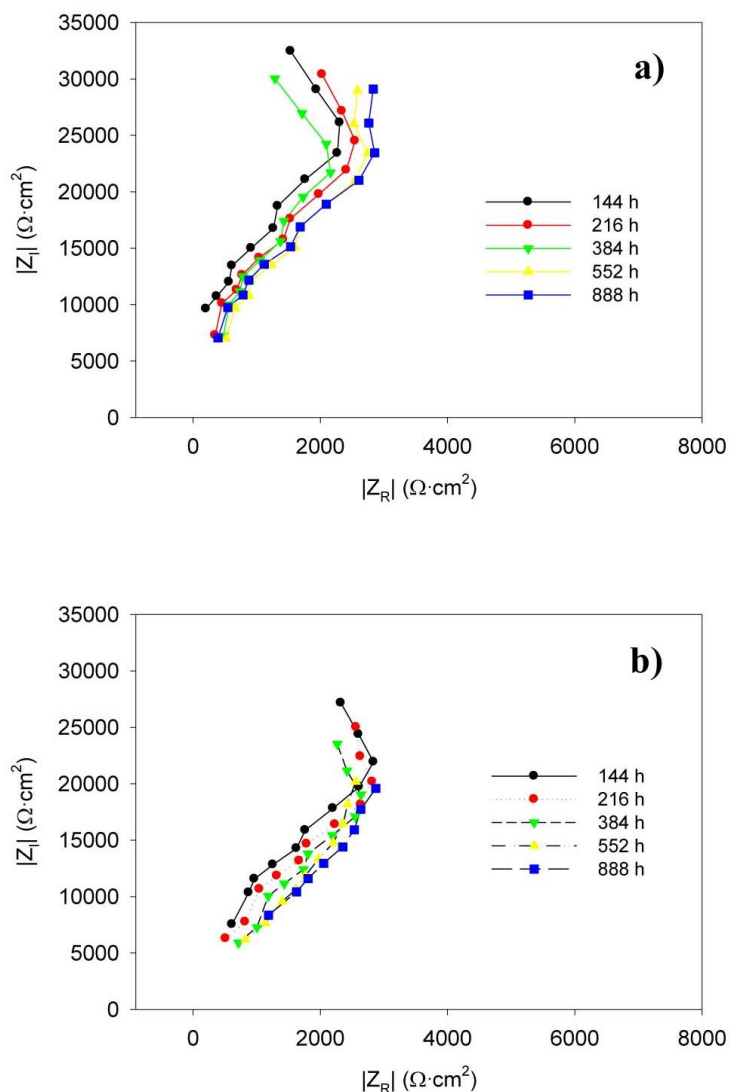 35000
a)
30000
25000
20000
144 h
216 h
15000
384 h
552 h
10000
888 h
5000
0
0 2000 4000 6000 8000
|Z_I| (Ω·cm²)
|Z_R| (Ω·cm²)
35000
b)
30000
25000
20000
144 h
216 h
15000
384 h
552 h
10000
888 h
5000
0
0 2000 4000 6000 8000
|Z_I| (Ω·cm²)
|Z_R| (Ω·cm²)